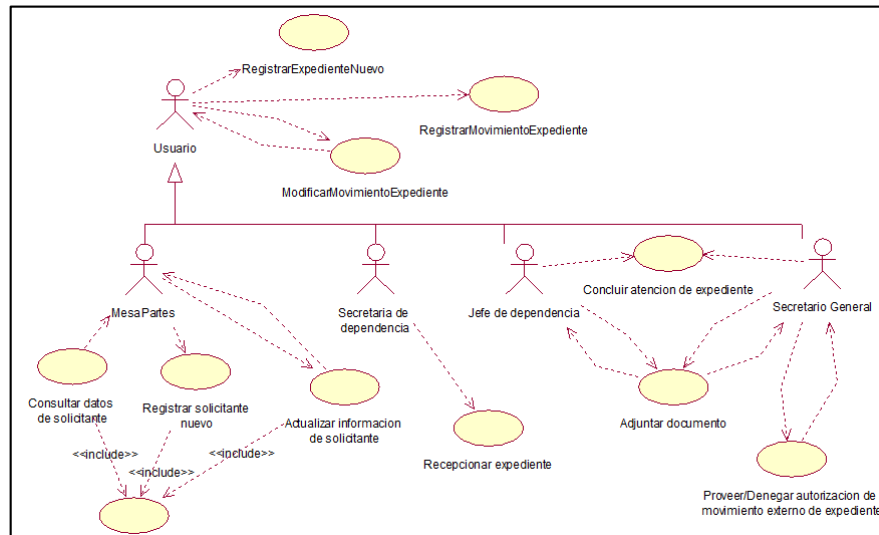 RegistrarExpedienteNuevo
RegistrarMovimientoExpediente
Usuario
ModificarMovimientoExpediente
MesaPartes
Secretaria de
dependencia
Jefe de dependencia
Concluir atencion de expediente
Secretario General
Consultar datos
de solicitante
Registrar solicitante
nuevo
Actualizar informacion
de solicitante
Adjuntar documento
<<include>>
<<include>>
<<include>>
Recepcionar expediente
Proveer/Denegar autorizacion de
movimiento externo de expediente